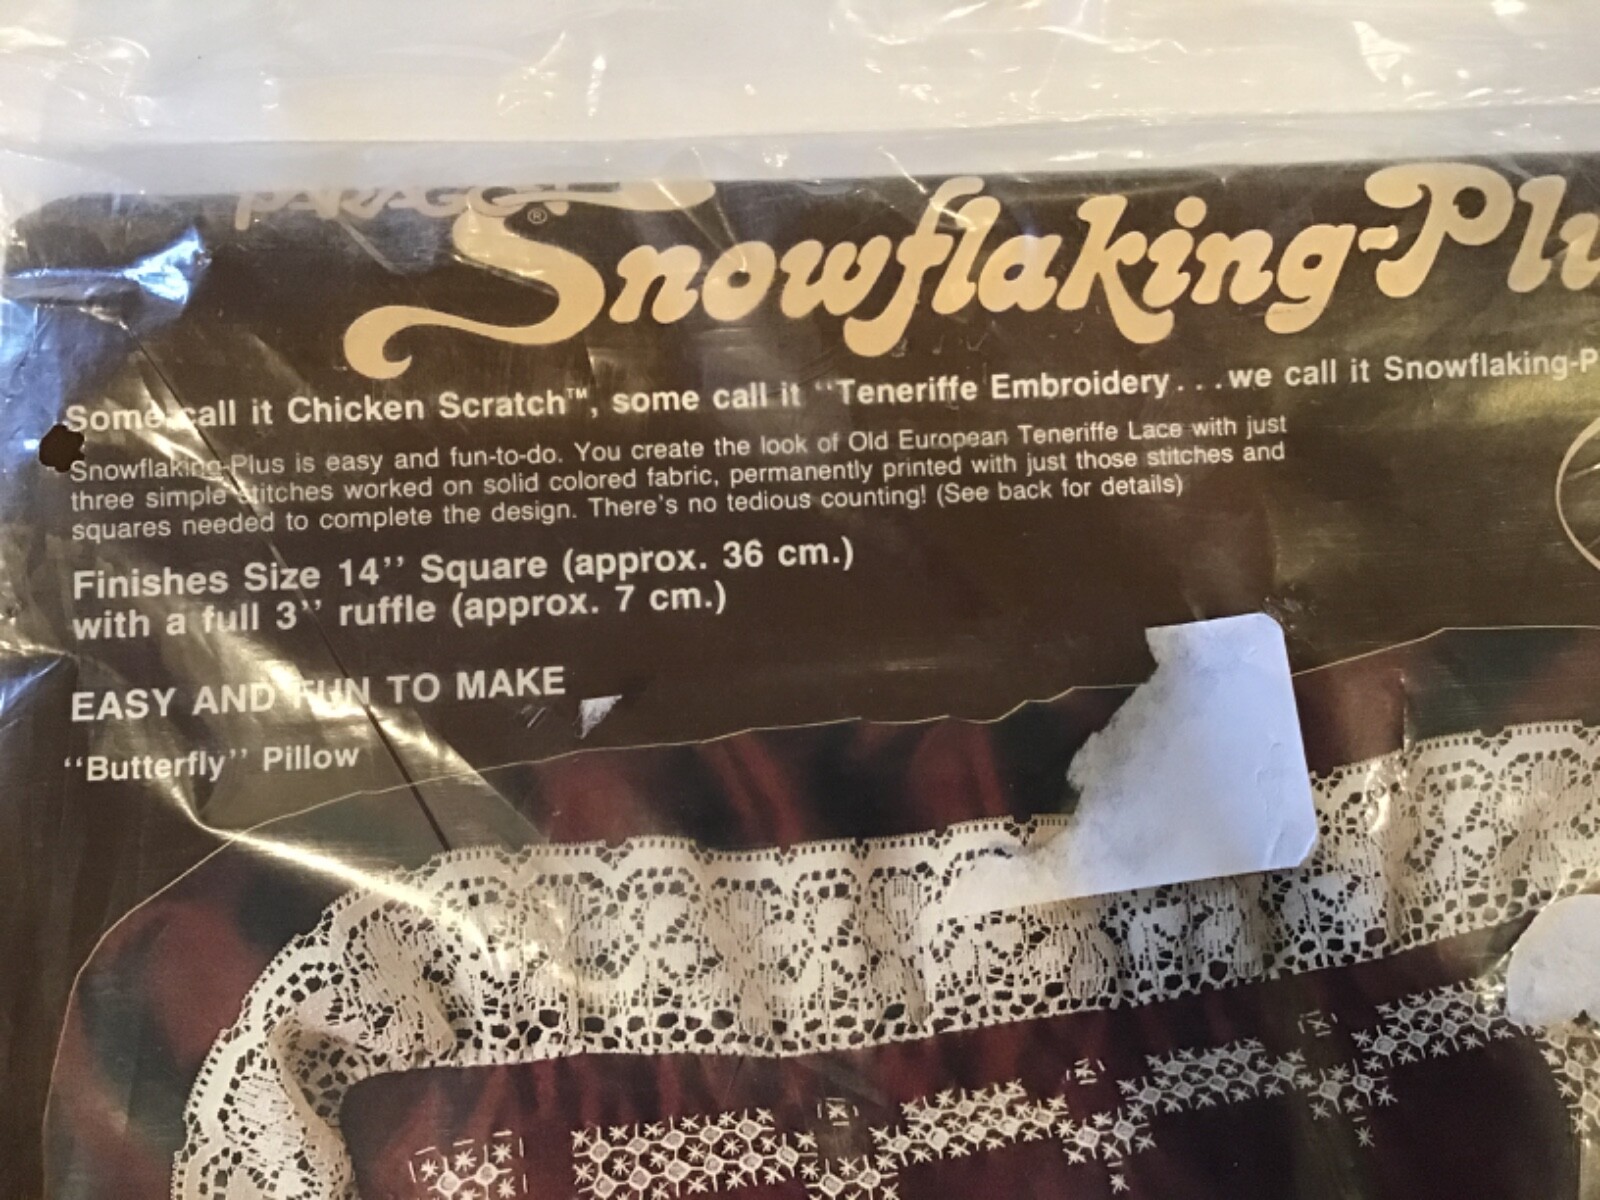 PARAGON®
Snowflaking-Plu
Some call it Chicken Scratch™, some call it "Teneriffe Embroidery...we call it Snowflaking-P
Snowflaking-Plus is easy and fun-to-do. You create the look of Old European Teneriffe Lace with just
three simple stitches worked on solid colored fabric, permanently printed with just those stitches and
squares needed to complete the design. There's no tedious counting! (See back for details)
Finishes Size 14'' Square (approx. 36 cm.)
with a full 3'' ruffle (approx. 7 cm.)
EASY AND FUN TO MAKE
"Butterfly" Pillow